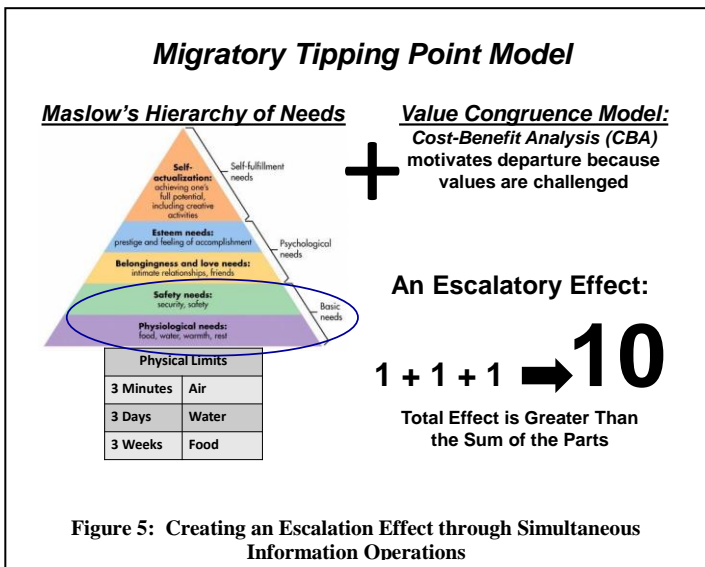 Migratory Tipping Point Model
Maslow's Hierarchy of Needs
Self-
actualization:
achieving one's
full potential,
including creative
activities
Esteem needs:
prestige and feeling of accomplishment
Belongingness and love needs:
intimate relationships, friends
Safety needs:
security, safety
Physiological needs:
food, water, warmth, rest
Self-fulfillment
needs
Psychological
needs
Basic
needs
Physical Limits
3 Minutes Air
3 Days Water
3 Weeks Food
+
Value Congruence Model:
Cost-Benefit Analysis (CBA)
motivates departure because
values are challenged
An Escalatory Effect:
1 + 1 + 1 ➡ 10
Total Effect is Greater Than
the Sum of the Parts
Figure 5: Creating an Escalation Effect through Simultaneous
Information Operations